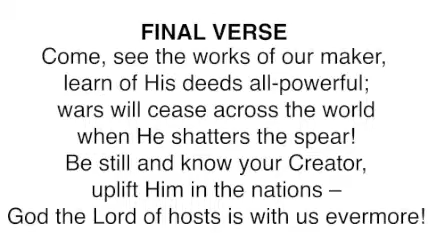 FINAL VERSE
Come, see the works of our maker,
learn of His deeds all-powerful;
wars will cease across the world
when He shatters the spear!
Be still and know your Creator,
uplift Him in the nations –
God the Lord of hosts is with us evermore!